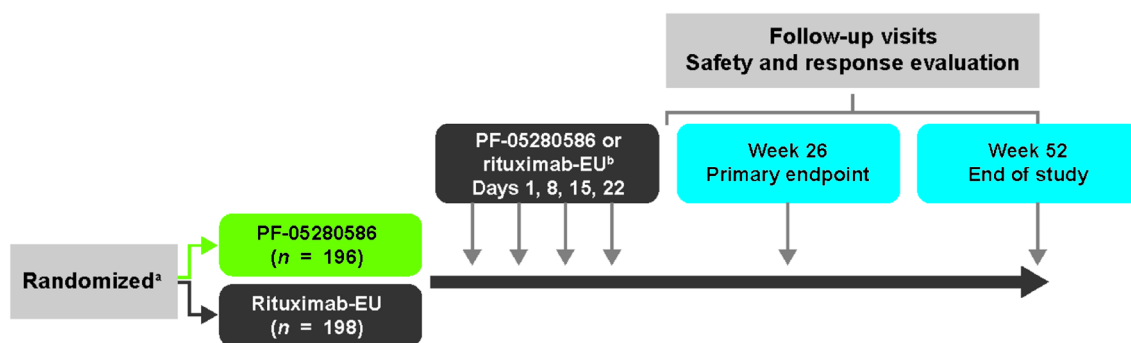 Follow-up visits
Safety and response evaluation
PF-05280586 or
rituximab-EUᵇ
Days 1, 8, 15, 22
Week 26
Primary endpoint
Week 52
End of study
Randomizedᵃ
PF-05280586
(n = 196)
Rituximab-EU
(n = 198)